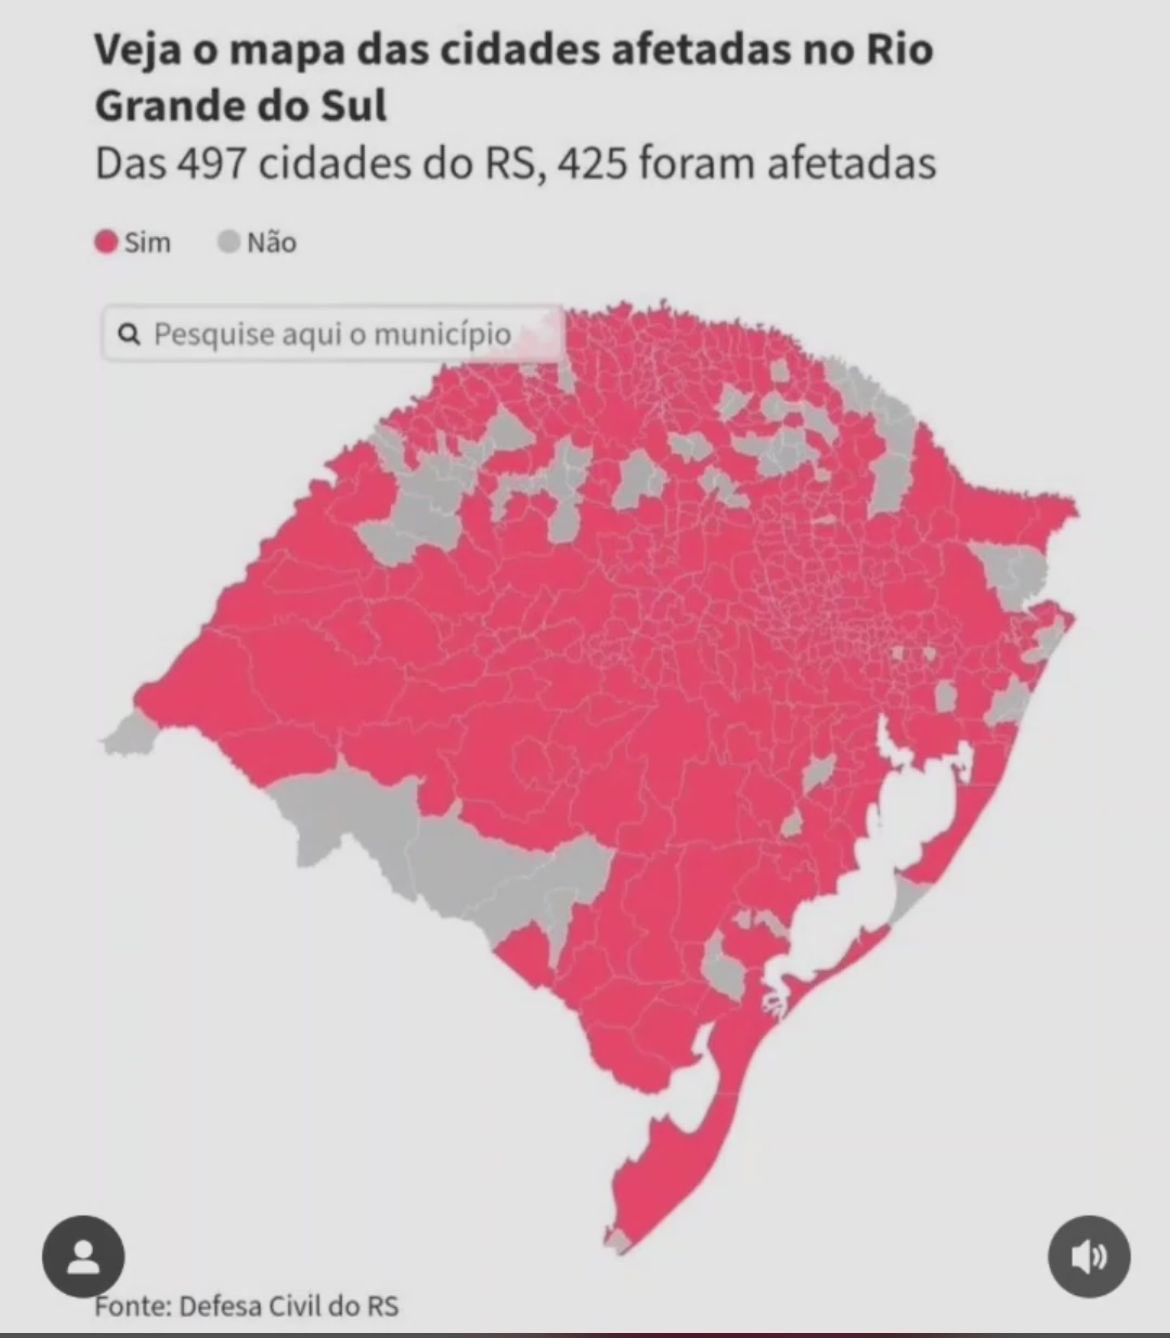 Veja o mapa das cidades afetadas no Rio
Grande do Sul
Das 497 cidades do RS, 425 foram afetadas
Sim Não
Pesquise aqui o município
Fonte: Defesa Civil do RS